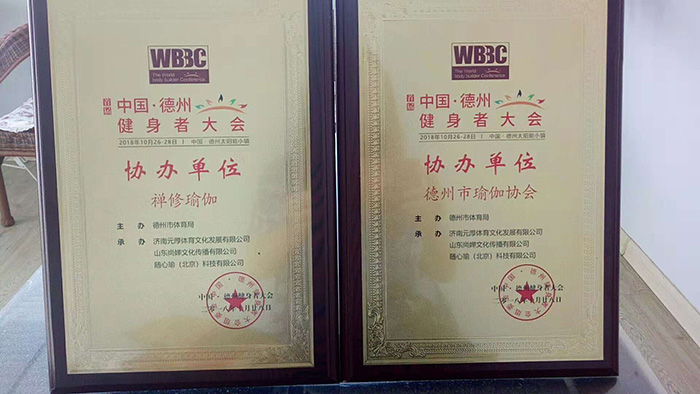 WBBC
The World
body builder Conference
首届
中国·德州
健身者大会
2018年10月26-28日 | 中国·德州太阳能小镇
协办单位
禅修瑜伽
主 办 德州市体育局
承 办 济南元厚体育文化发展有限公司
山东尚婵文化传播有限公司
随心瑜(北京)科技有限公司
中国·德州健身者大会
WBBC
The World
body builder Conference
首届
中国·德州
健身者大会
2018年10月26-28日 | 中国·德州太阳能小镇
协办单位
德州市瑜伽协会
主 办 德州市体育局
承 办 济南元厚体育文化发展有限公司
山东尚婵文化传播有限公司
随心瑜(北京)科技有限公司
中国·德州健身者大会